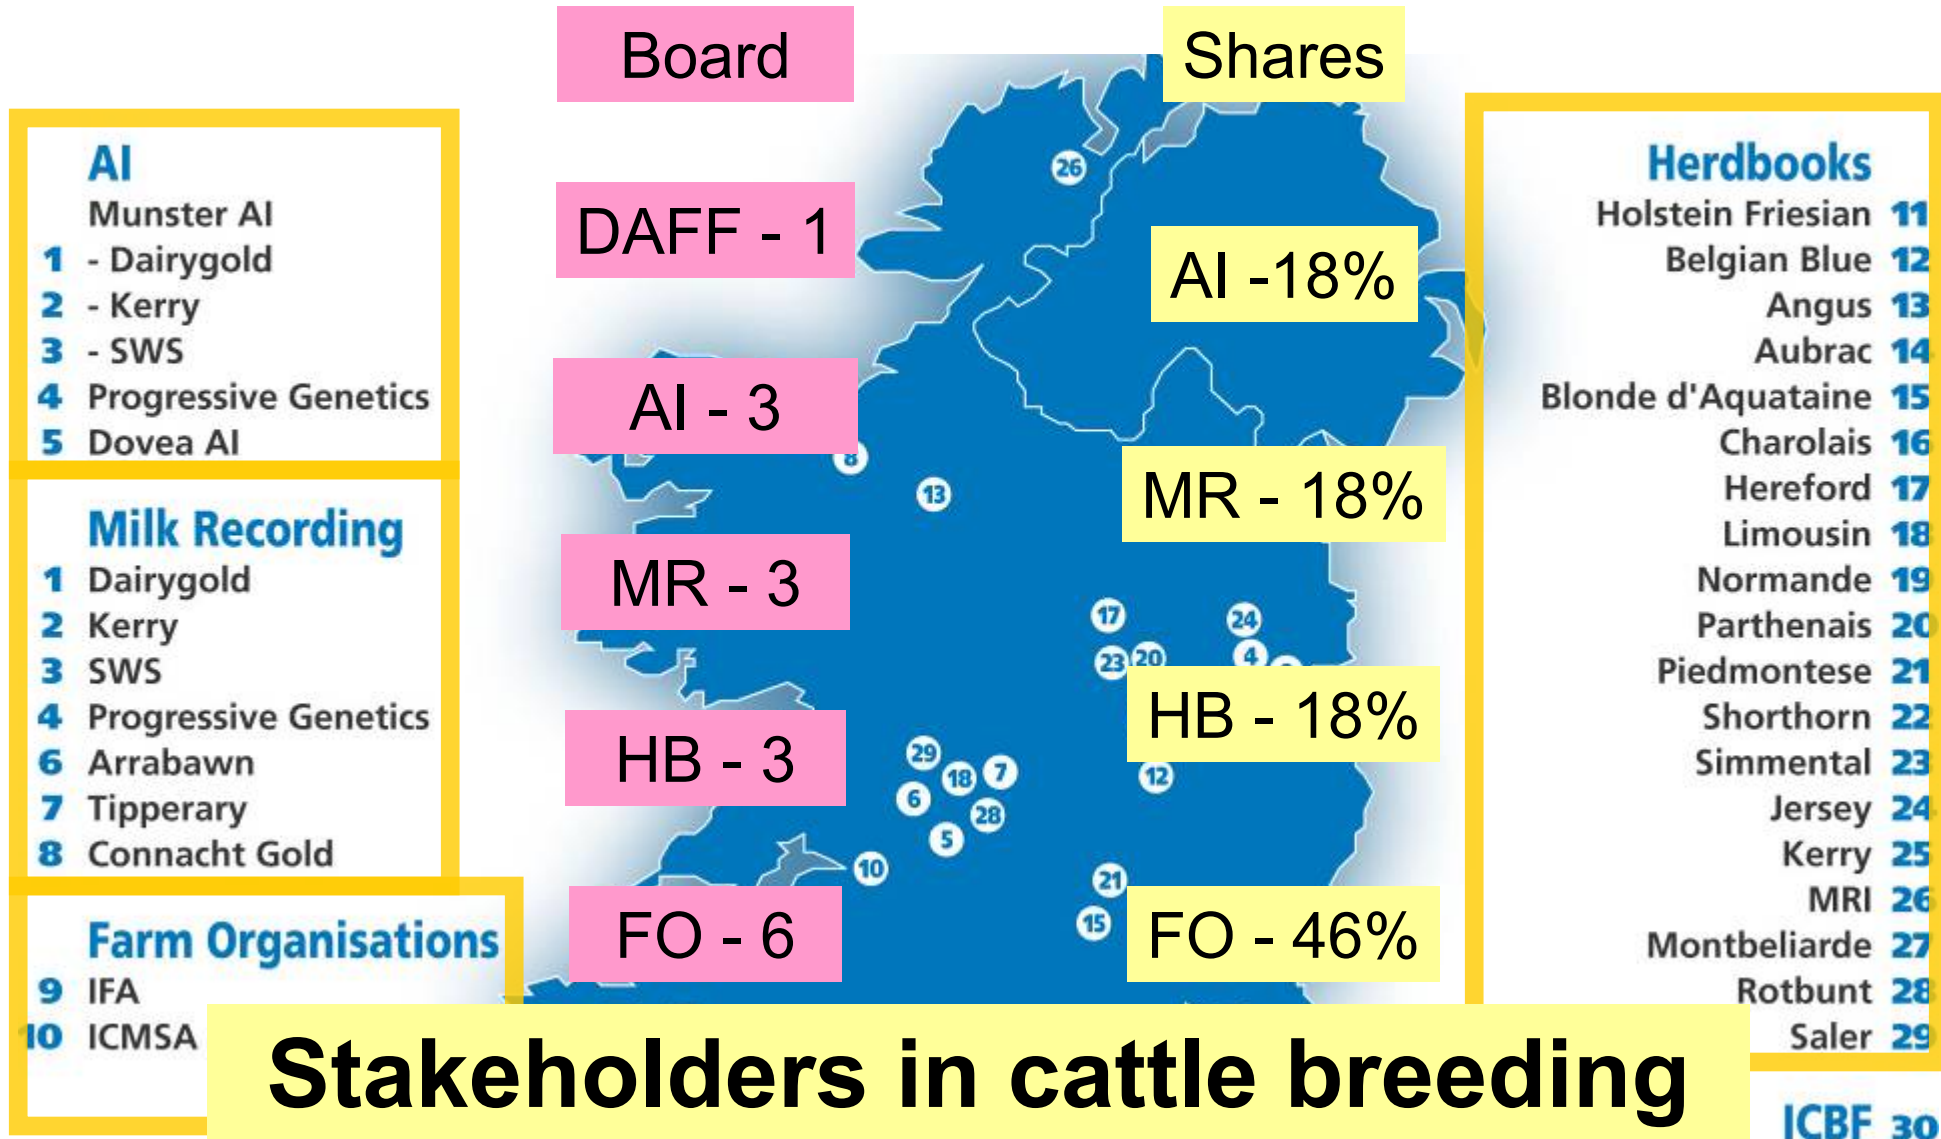 Board
Shares
AI
Munster AI
1 - Dairygold
2 - Kerry
3 - SWS
4 Progressive Genetics
5 Dovea AI
Milk Recording
1 Dairygold
2 Kerry
3 SWS
4 Progressive Genetics
6 Arrabawn
7 Tipperary
8 Connacht Gold
Farm Organisations
9 IFA
10 ICMSA
DAFF - 1
AI - 3
MR - 3
HB - 3
FO - 6
26
8
13
17
24
23
20
4
29
18
7
6
28
5
12
10
21
15
AI -18%
MR - 18%
HB - 18%
FO - 46%
Herdbooks
Holstein Friesian 11
Belgian Blue 12
Angus 13
Aubrac 14
Blonde d'Aquataine 15
Charolais 16
Hereford 17
Limousin 18
Normande 19
Parthenais 20
Piedmontese 21
Shorthorn 22
Simmental 23
Jersey 24
Kerry 25
MRI 26
Montbeliarde 27
Rotbunt 28
Saler 29
ICBF 30
Stakeholders in cattle breeding